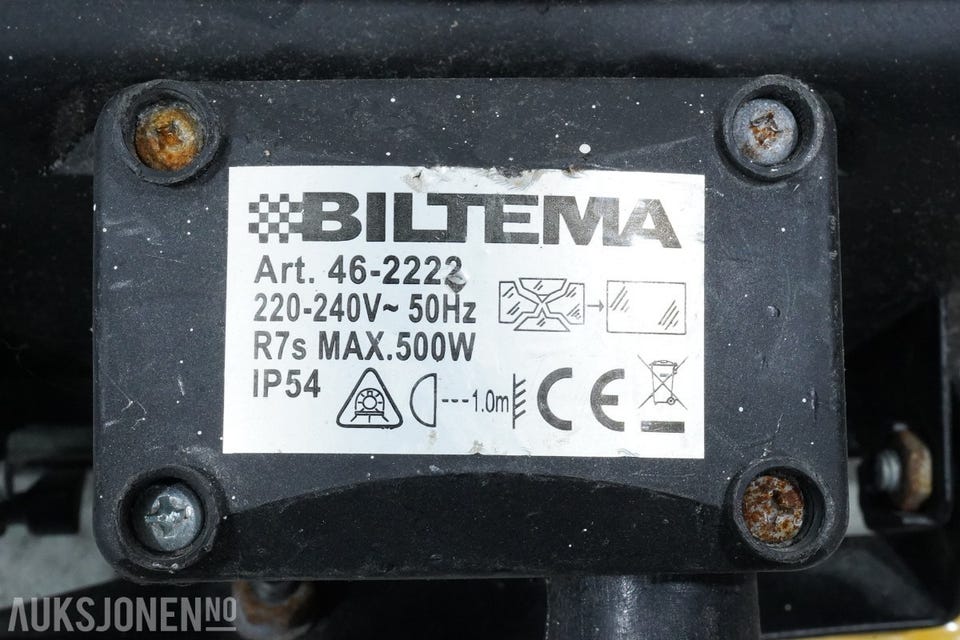 BILTEMA
Art. 46-2222
220-240V~ 50Hz
R7s MAX.500W
IP54
1.0m
CE
AUKSJONEN.NO